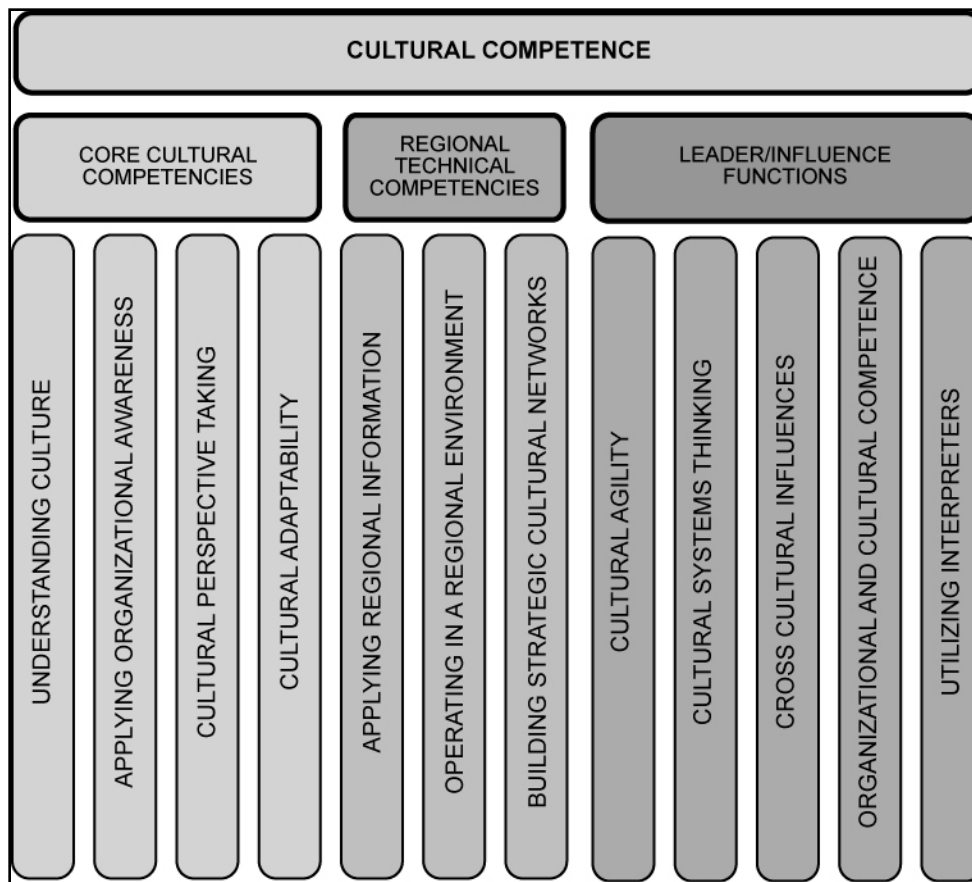 CULTURAL COMPETENCE
CORE CULTURAL
COMPETENCIES
REGIONAL
TECHNICAL
COMPETENCIES
LEADER/INFLUENCE
FUNCTIONS
UNDERSTANDING CULTURE
APPLYING ORGANIZATIONAL AWARENESS
CULTURAL PERSPECTIVE TAKING
CULTURAL ADAPTABILITY
APPLYING REGIONAL INFORMATION
OPERATING IN A REGIONAL ENVIRONMENT
BUILDING STRATEGIC CULTURAL NETWORKS
CULTURAL AGILITY
CULTURAL SYSTEMS THINKING
CROSS CULTURAL INFLUENCES
ORGANIZATIONAL AND CULTURAL COMPETENCE
UTILIZING INTERPRETERS